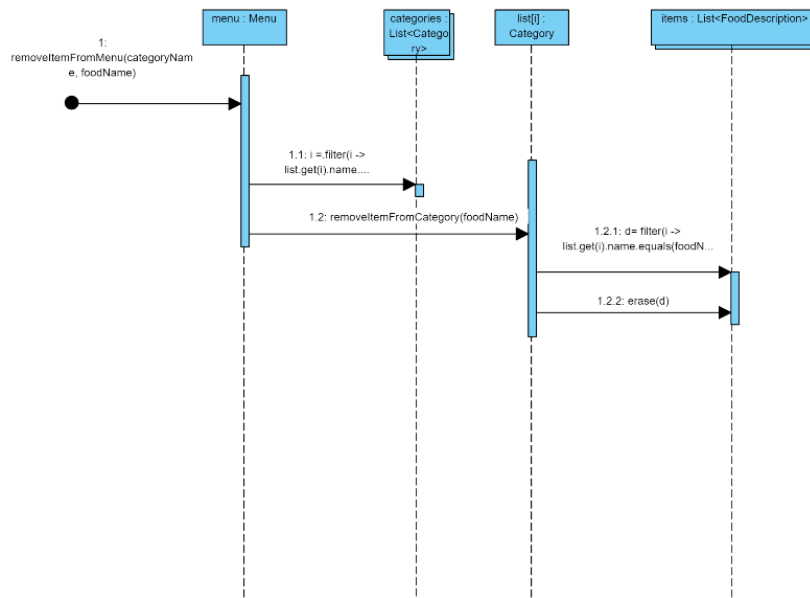 menu : Menu
categories :
List<Catego
ry>
list[i] :
Category
items : List<FoodDescription>
1:
removeItemFromMenu(categoryNam
e, foodName)
1.1: i =.filter(i ->
list.get(i).name....
1.2: removeItemFromCategory(foodName)
1.2.1: d= filter(i ->
list.get(i).name.equals(foodN...
1.2.2: erase(d)